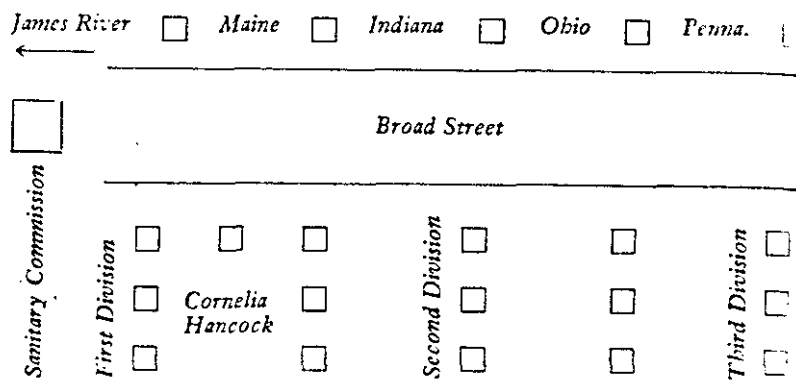 James River Maine Indiana Ohio Penna.
Broad Street
Sanitary Commission
First Division
Cornelia
Hancock
Second Division
Third Division